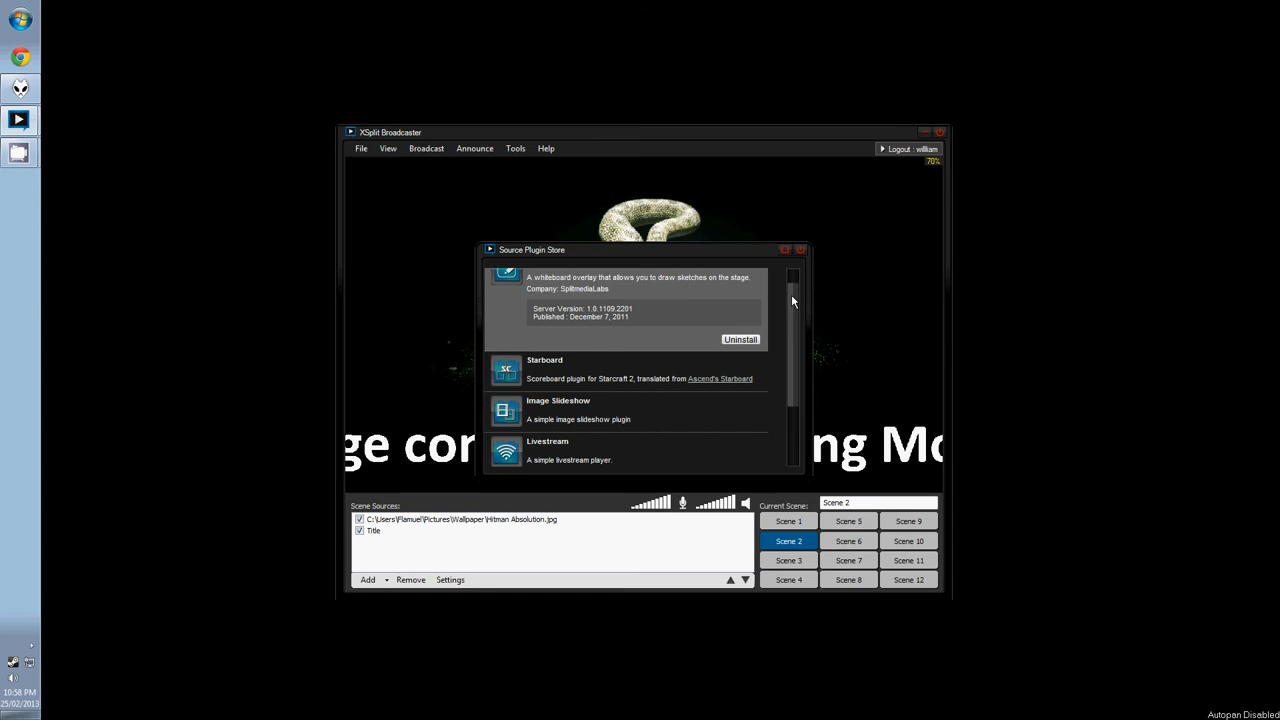 XSplit Broadcaster
File View Broadcast Announce Tools Help
Logout : william
70%
Source Plugin Store
A whiteboard overlay that allows you to draw sketches on the stage.
Company: SplitmediaLabs
Server Version: 1.0.1109.2201
Published : December 7, 2011
Uninstall
Starboard
Scoreboard plugin for Starcraft 2, translated from Ascend's Starboard
Image Slideshow
A simple image slideshow plugin
Livestream
A simple livestream player.
ge con
ng Mo
Scene Sources:
C:\Users\Flamuel\Pictures\Wallpaper\Hitman Absolution.jpg
Title
Add Remove Settings
Current Scene: Scene 2
Scene 1 Scene 5 Scene 9
Scene 2 Scene 6 Scene 10
Scene 3 Scene 7 Scene 11
Scene 4 Scene 8 Scene 12
10:58 PM
25/02/2013
Autopan Disabled